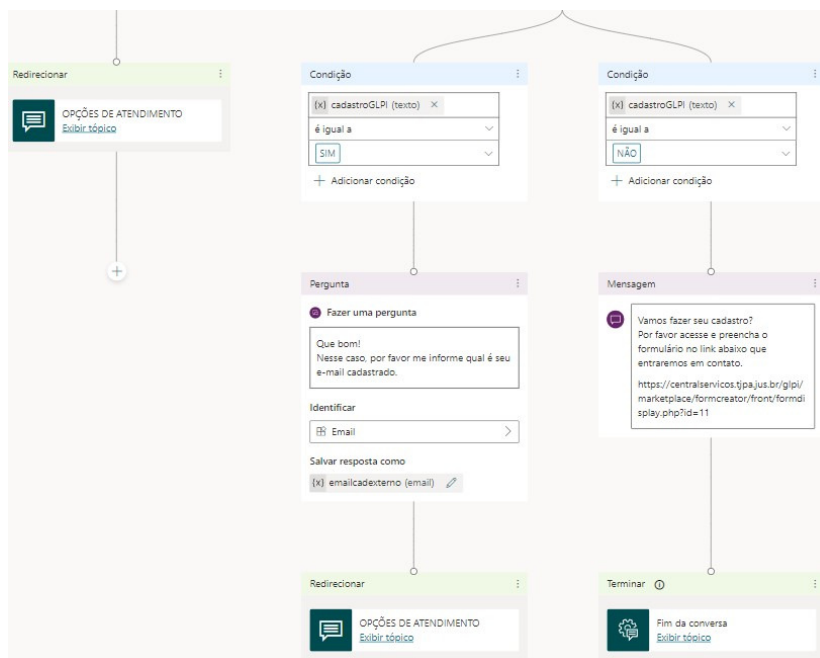 Redirecionar
OPÇÕES DE ATENDIMENTO
Exibir tópico
Condição
{x} cadastroGLPI (texto) ×
é igual a
SIM
+ Adicionar condição
Pergunta
Fazer uma pergunta
Que bom!
Nesse caso, por favor me informe qual é seu
e-mail cadastrado.
Identificar
Email
Salvar resposta como
{x} emailcadexterno (email)
Redirecionar
OPÇÕES DE ATENDIMENTO
Exibir tópico
Condição
{x} cadastroGLPI (texto) ×
é igual a
NÃO
+ Adicionar condição
Mensagem
Vamos fazer seu cadastro?
Por favor acesse e preencha o
formulário no link abaixo que
entraremos em contato.
https://centralservicos.tjpa.jus.br/glpi/
marketplace/formcreator/front/formdi
splay.php?id=11
Terminar
Fim da conversa
Exibir tópico